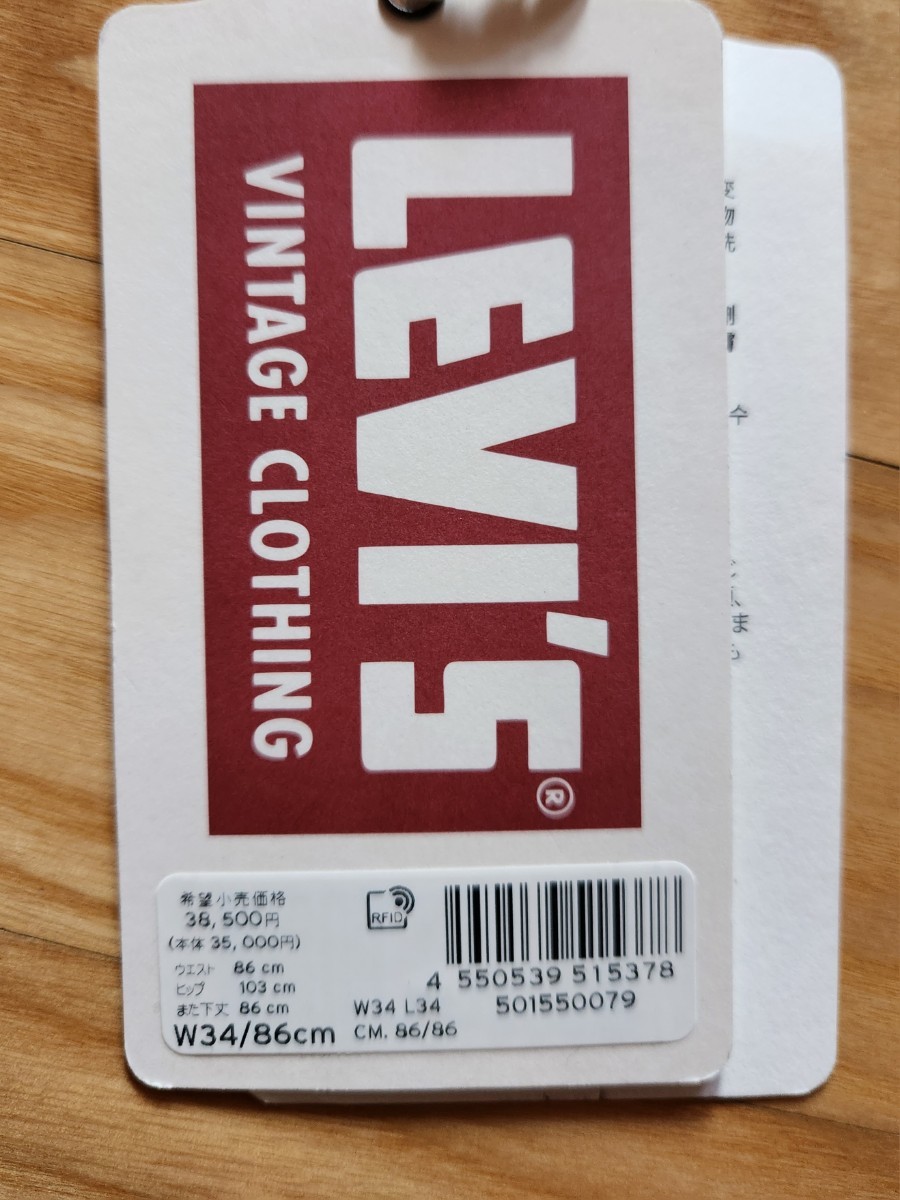 LEVI'S®
VINTAGE CLOTHING
希望小売価格
38,500円
(本体 35,000円)
ウエスト 86 cm
ヒップ 103 cm
また下丈 86 cm
W34/86cm
RFID
W34 L34
CM. 86/86
4 550539 515378
501550079